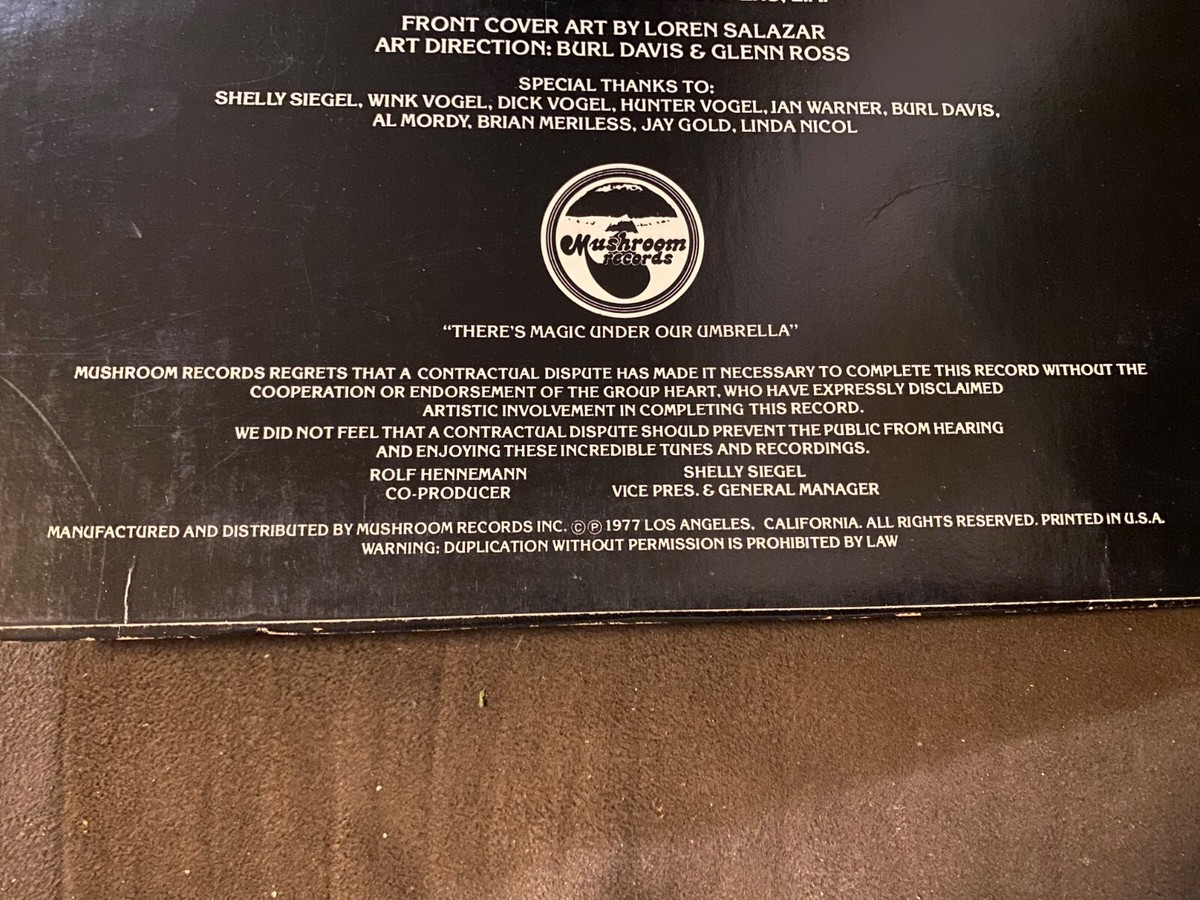 FRONT COVER ART BY LOREN SALAZAR
ART DIRECTION: BURL DAVIS & GLENN ROSS
SPECIAL THANKS TO:
SHELLY SIEGEL, WINK VOGEL, DICK VOGEL, HUNTER VOGEL, IAN WARNER, BURL DAVIS,
AL MORDY, BRIAN MERILESS, JAY GOLD, LINDA NICOL
Mushroom
records
"THERE'S MAGIC UNDER OUR UMBRELLA"
MUSHROOM RECORDS REGRETS THAT A CONTRACTUAL DISPUTE HAS MADE IT NECESSARY TO COMPLETE THIS RECORD WITHOUT THE
COOPERATION OR ENDORSEMENT OF THE GROUP HEART, WHO HAVE EXPRESSLY DISCLAIMED
ARTISTIC INVOLVEMENT IN COMPLETING THIS RECORD.
WE DID NOT FEEL THAT A CONTRACTUAL DISPUTE SHOULD PREVENT THE PUBLIC FROM HEARING
AND ENJOYING THESE INCREDIBLE TUNES AND RECORDINGS.
ROLF HENNEMANN SHELLY SIEGEL
CO-PRODUCER VICE PRES. & GENERAL MANAGER
MANUFACTURED AND DISTRIBUTED BY MUSHROOM RECORDS INC. ©℗ 1977 LOS ANGELES, CALIFORNIA. ALL RIGHTS RESERVED. PRINTED IN U.S.A.
WARNING: DUPLICATION WITHOUT PERMISSION IS PROHIBITED BY LAW